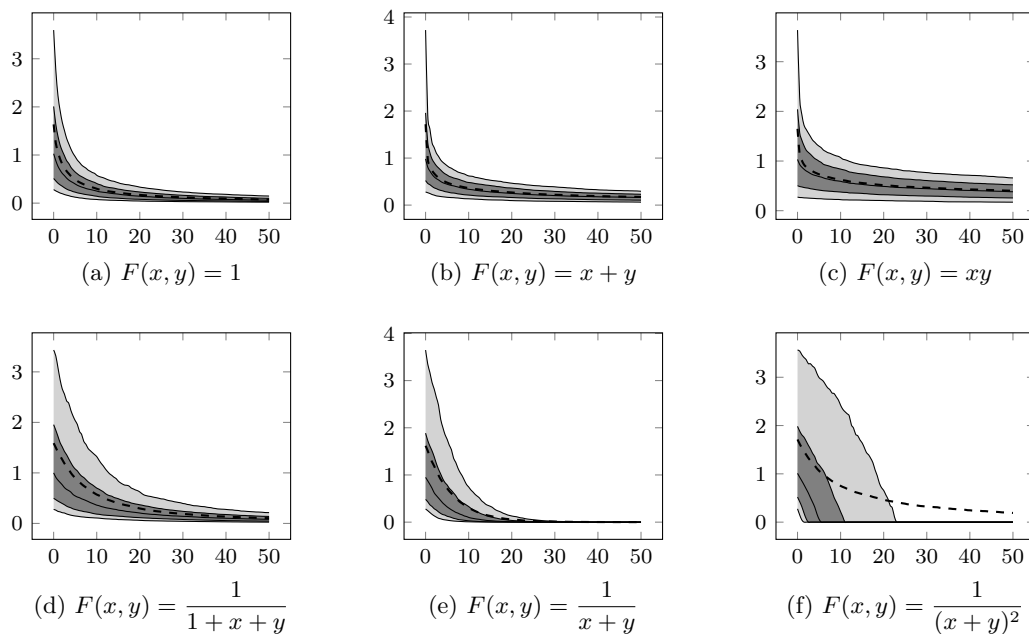 3
2
1
0
0 10 20 30 40 50
(a) F(x, y) = 1
4
3
2
1
0
0 10 20 30 40 50
(b) F(x, y) = x + y
3
2
1
0
0 10 20 30 40 50
(c) F(x, y) = xy
3
2
1
0
0 10 20 30 40 50
(d) F(x, y) = 1/(1 + x + y)
4
3
2
1
0
0 10 20 30 40 50
(e) F(x, y) = 1/(x + y)
3
2
1
0
0 10 20 30 40 50
(f) F(x, y) = 1/(x + y)²